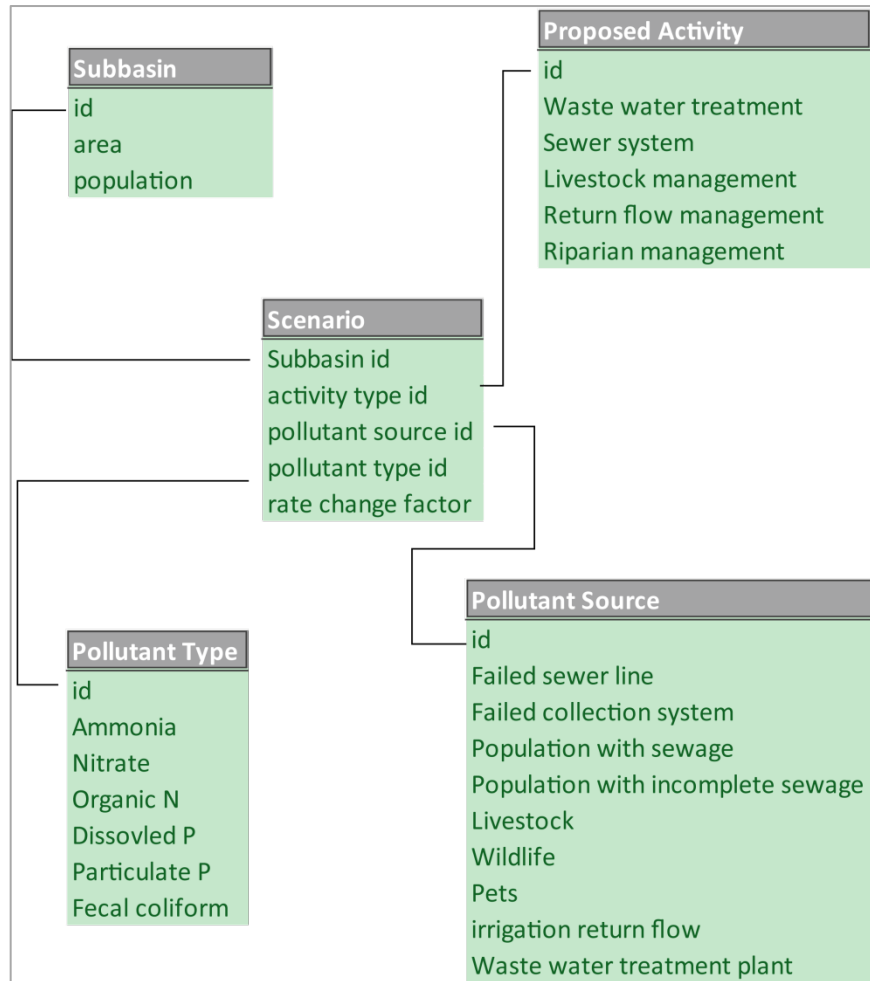 Subbasin
id
area
population
Proposed Activity
id
Waste water treatment
Sewer system
Livestock management
Return flow management
Riparian management
Scenario
Subbasin id
activity type id
pollutant source id
pollutant type id
rate change factor
Pollutant Type
id
Ammonia
Nitrate
Organic N
Dissovled P
Particulate P
Fecal coliform
Pollutant Source
id
Failed sewer line
Failed collection system
Population with sewage
Population with incomplete sewage
Livestock
Wildlife
Pets
irrigation return flow
Waste water treatment plant